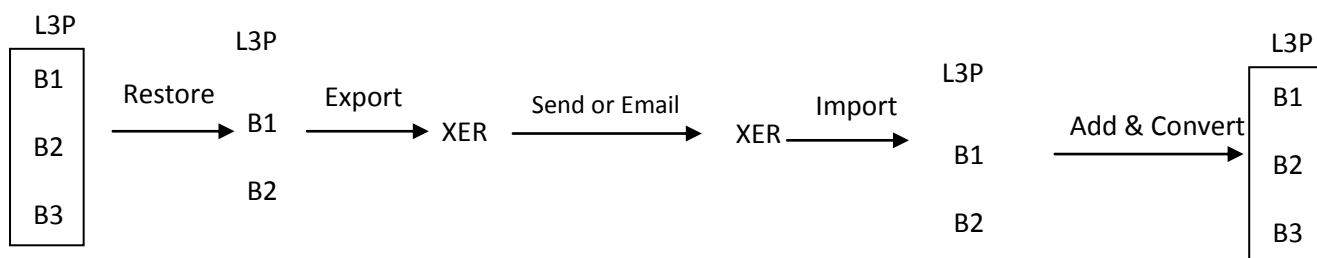 L3P
B1
B2
B3
Restore
L3P
B1
B2
Export
XER
Send or Email
XER
Import
L3P
B1
B2
Add & Convert
L3P
B1
B2
B3